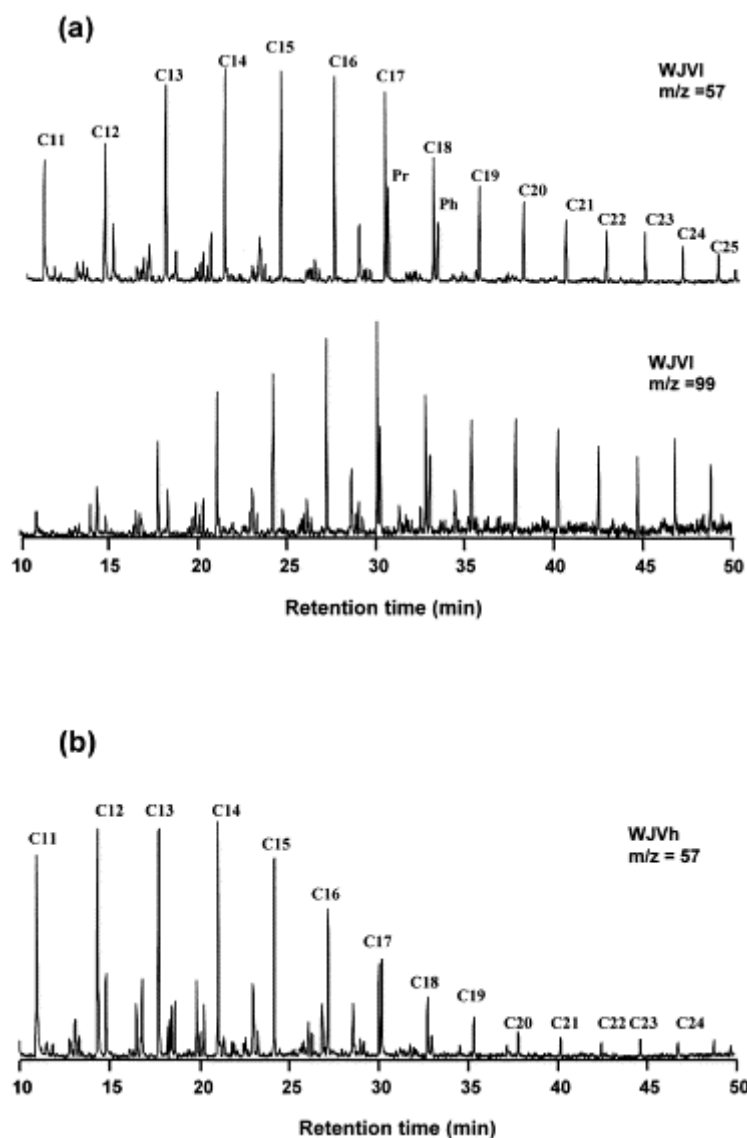 (a)
C11 C12 C13 C14 C15 C16 C17 Pr C18 Ph C19 C20 C21 C22 C23 C24 C25
WJVI
m/z =57
WJVI
m/z =99
10 15 20 25 30 35 40 45 50
Retention time (min)
(b)
C11 C12 C13 C14 C15 C16 C17 C18 C19 C20 C21 C22 C23 C24
WJVh
m/z = 57
10 15 20 25 30 35 40 45 50
Retention time (min)